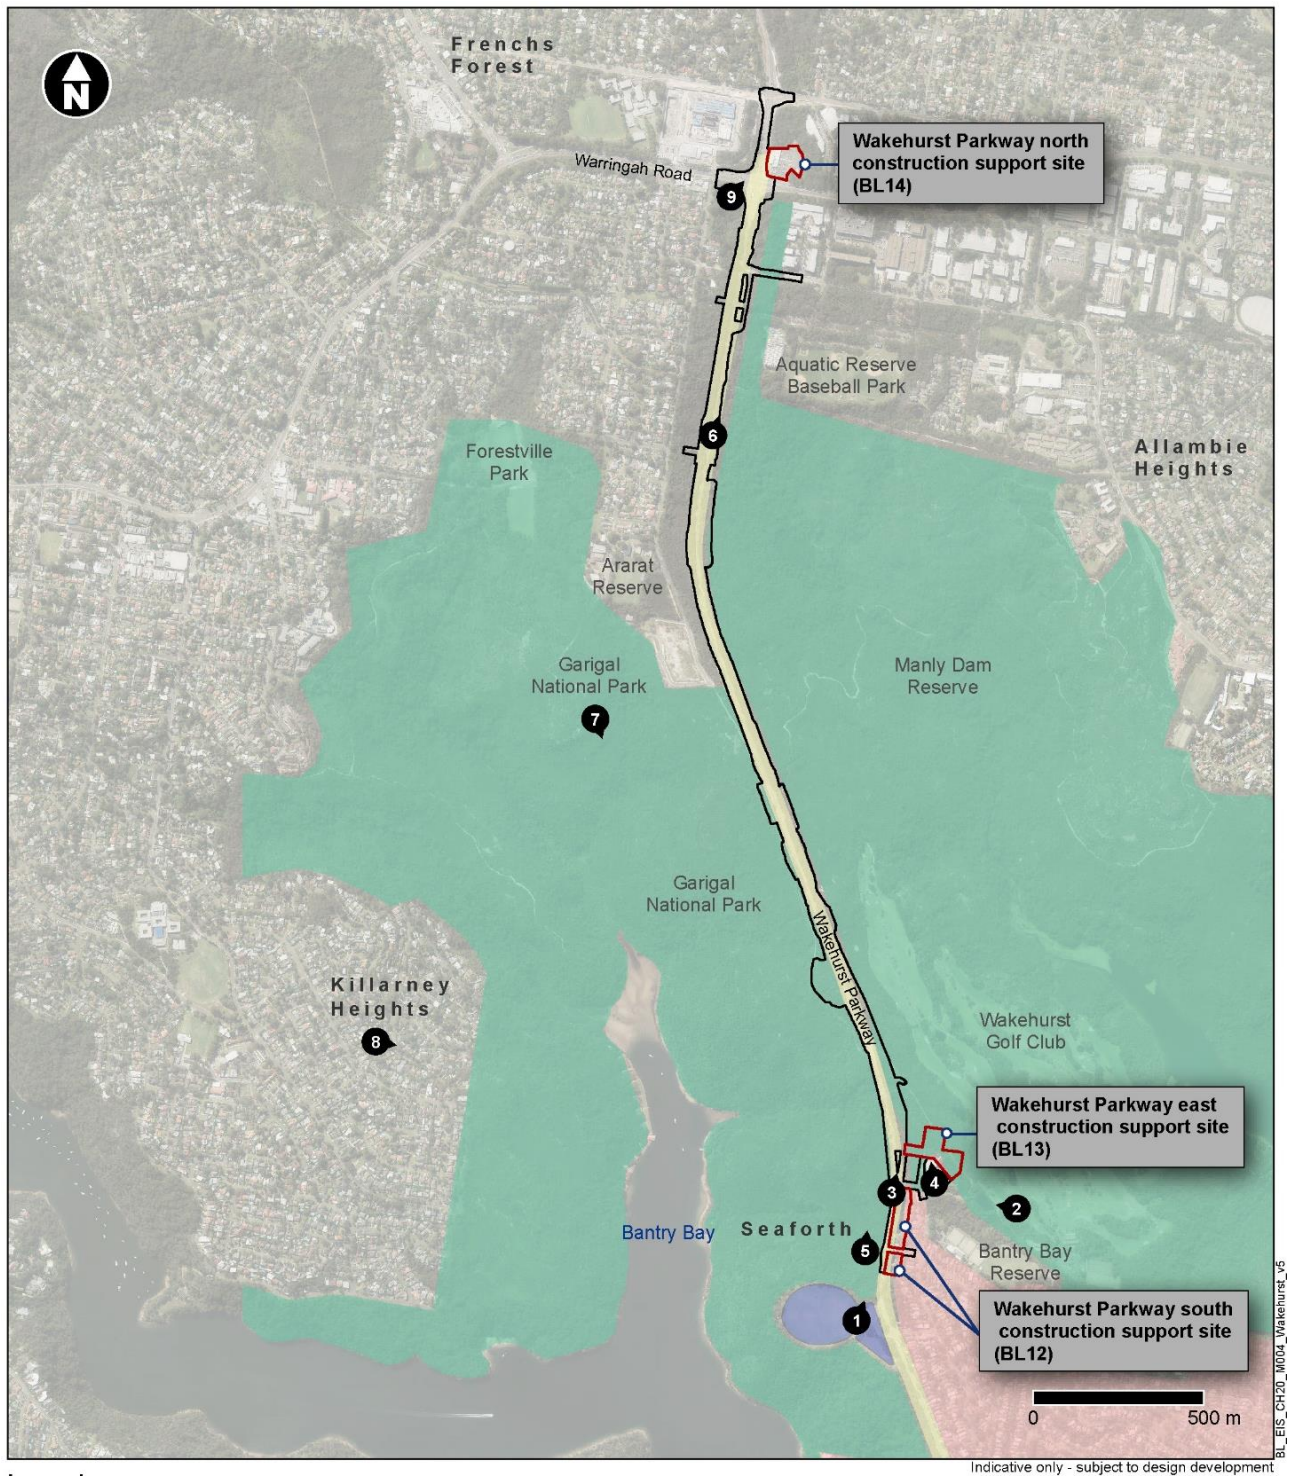 Frenchs
Forest
N
Wakehurst Parkway north
construction support site
(BL14)
Warringah Road
9
Aquatic Reserve
Baseball Park
6
Forestville
Park
Allambie
Heights
Ararat
Reserve
Garigal
National Park
7
Manly Dam
Reserve
Garigal
National Park
Wakehurst Parkway
Killarney
Heights
8
Wakehurst
Golf Club
Wakehurst Parkway east
construction support site
(BL13)
3
4
2
Bantry Bay
Seaforth
5
Bantry Bay
Reserve
1
Wakehurst Parkway south
construction support site
(BL12)
0 500 m
BL_EIS_CH20_M004_Wakehurst_v5
Indicative only - subject to design development